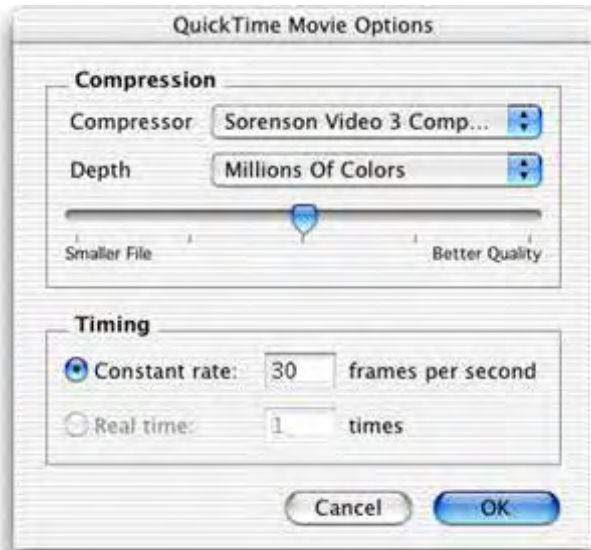 QuickTime Movie Options
Compression
Compressor Sorenson Video 3 Comp...
Depth Millions Of Colors
Smaller File Better Quality
Timing
Constant rate: 30 frames per second
Real time: 1 times
Cancel OK